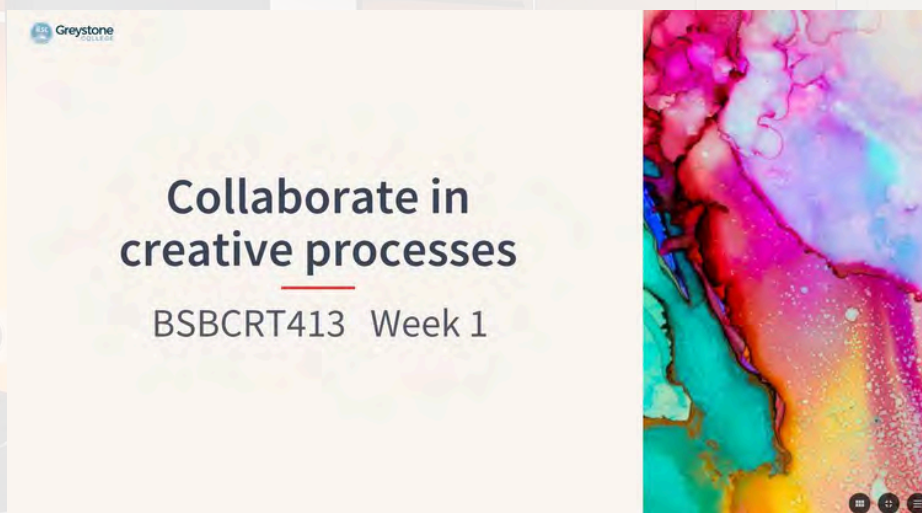 Greystone
COLLEGE
Collaborate in
creative processes
BSBCRT413 Week 1